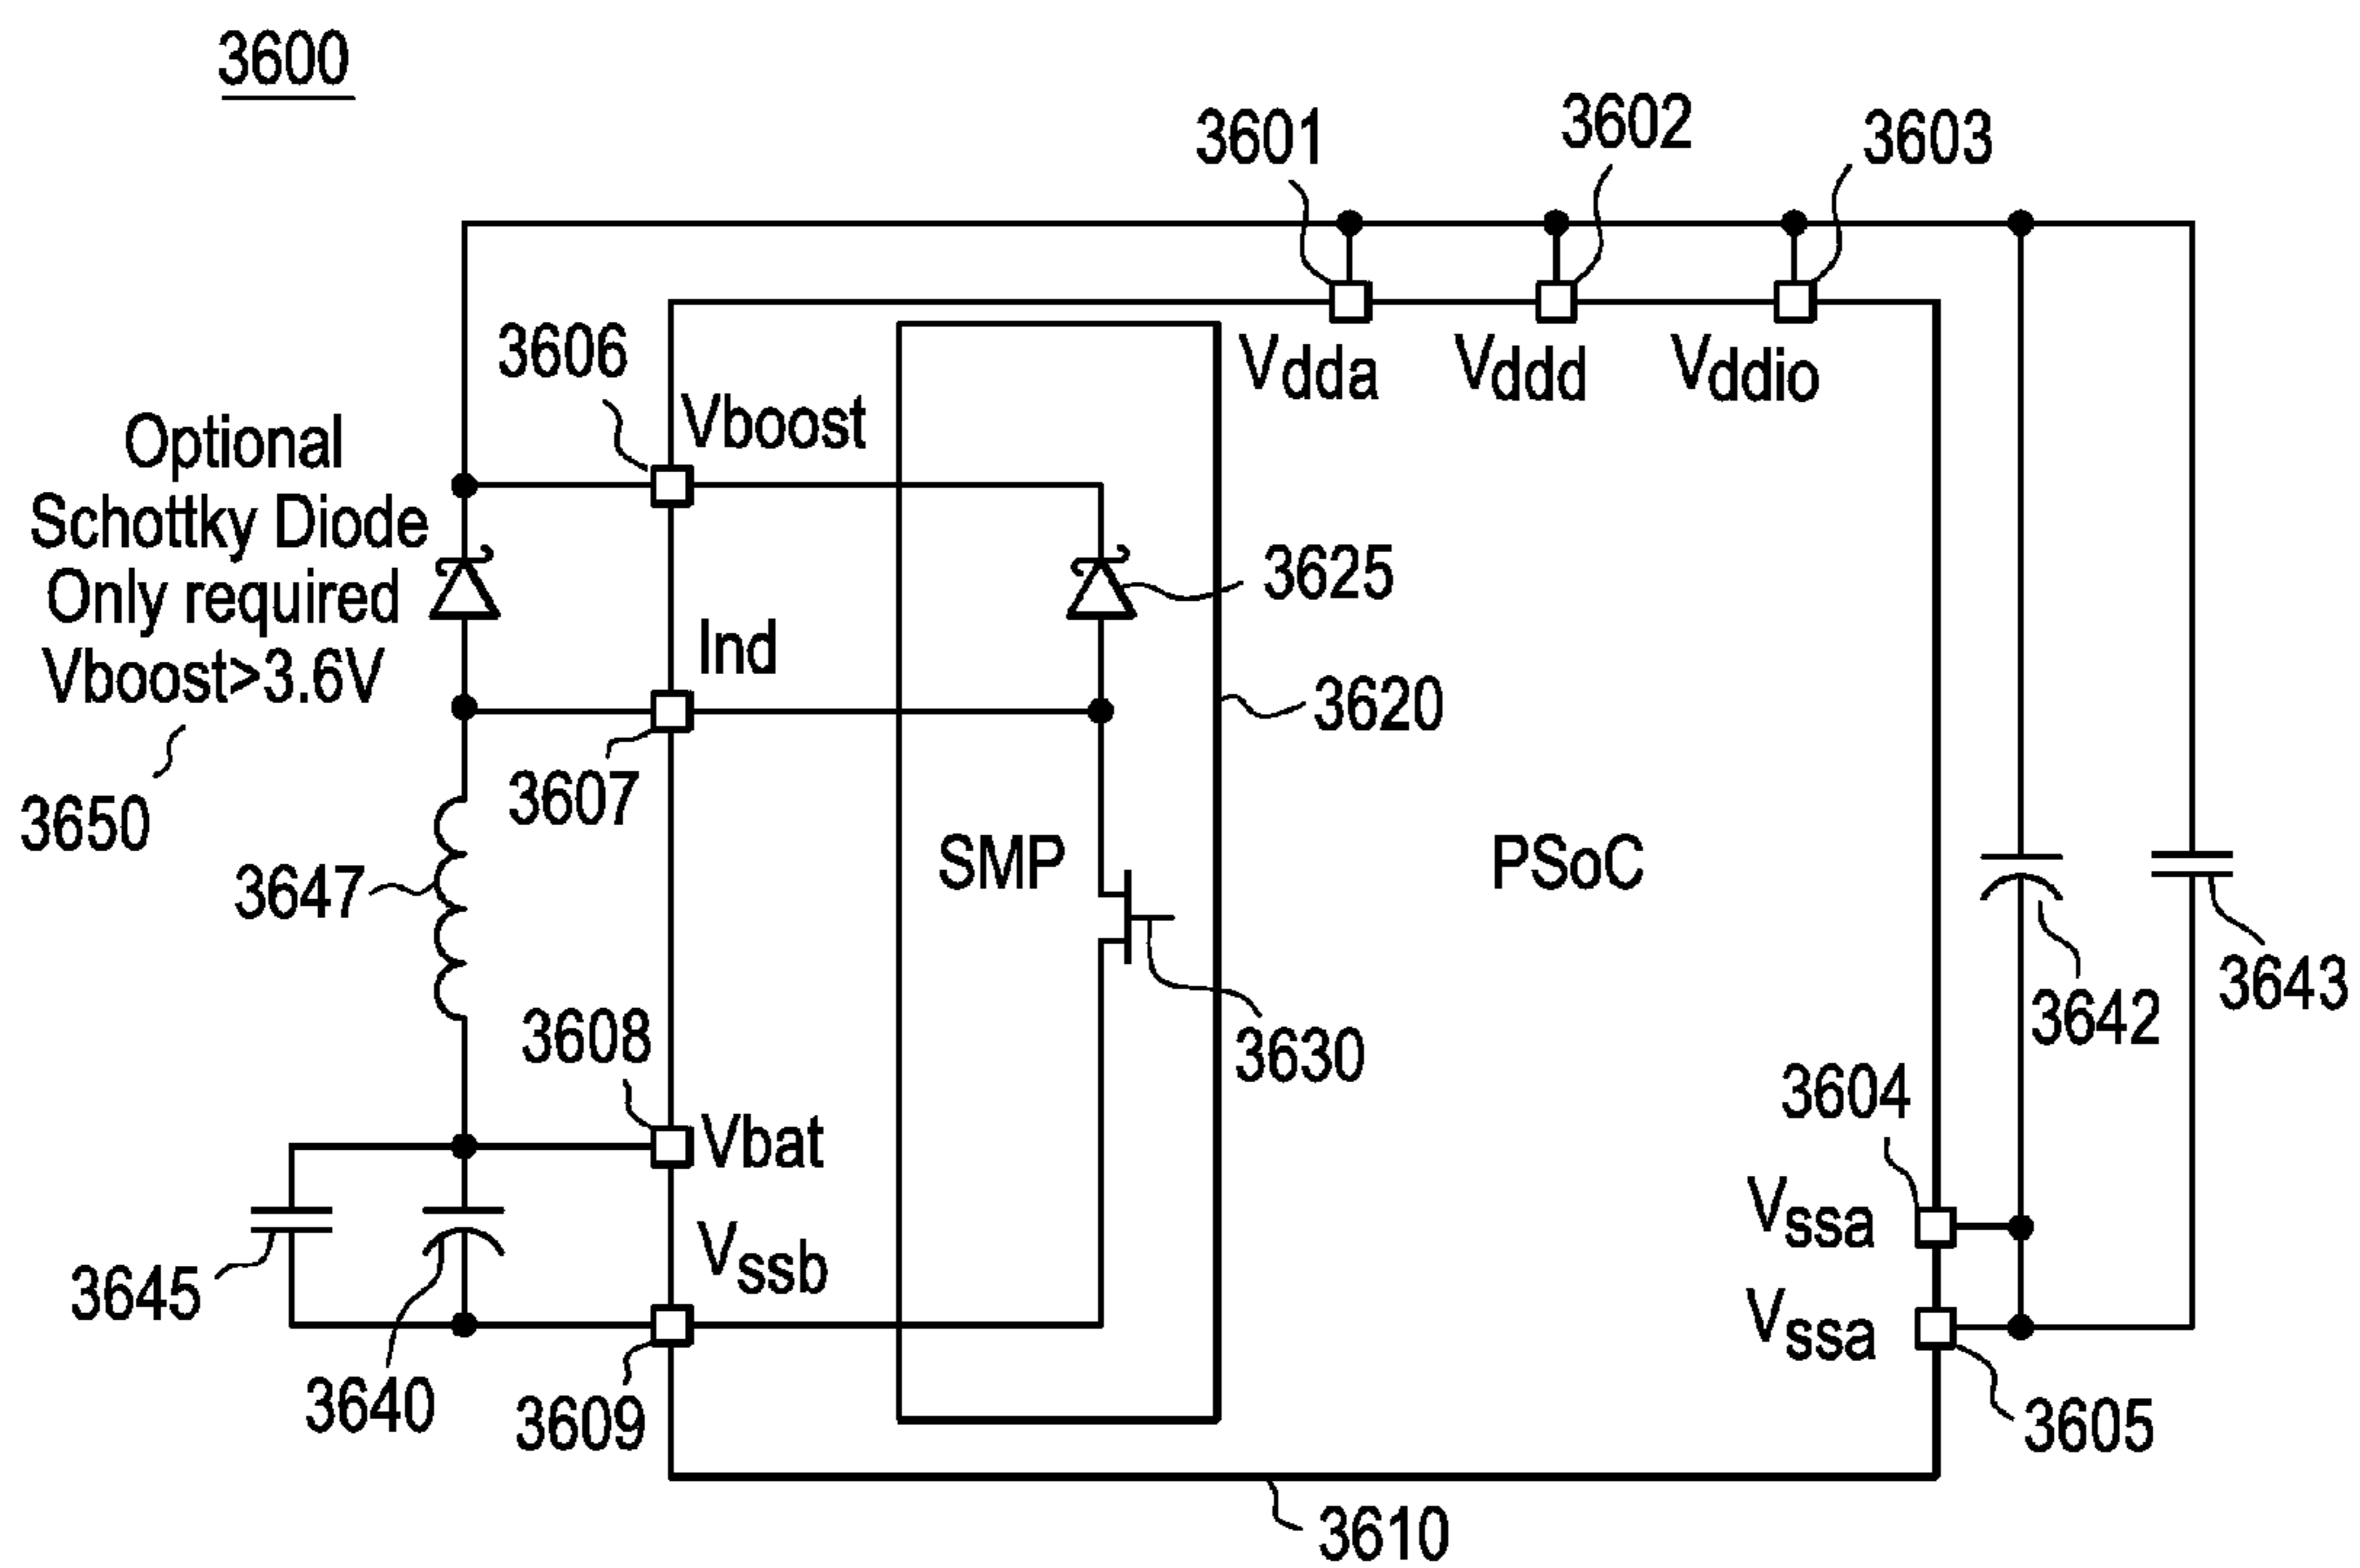 3600
3601
3602
3603
3606
Vdda
Vddd
Vddio
Vboost
Optional
Schottky Diode
Only required
Vboost>3.6V
3625
Ind
3620
3607
3650
3647
SMP
PSoC
3642
3643
3608
3630
3604
Vbat
Vssa
Vssb
3645
Vssa
3640
3609
3605
3610